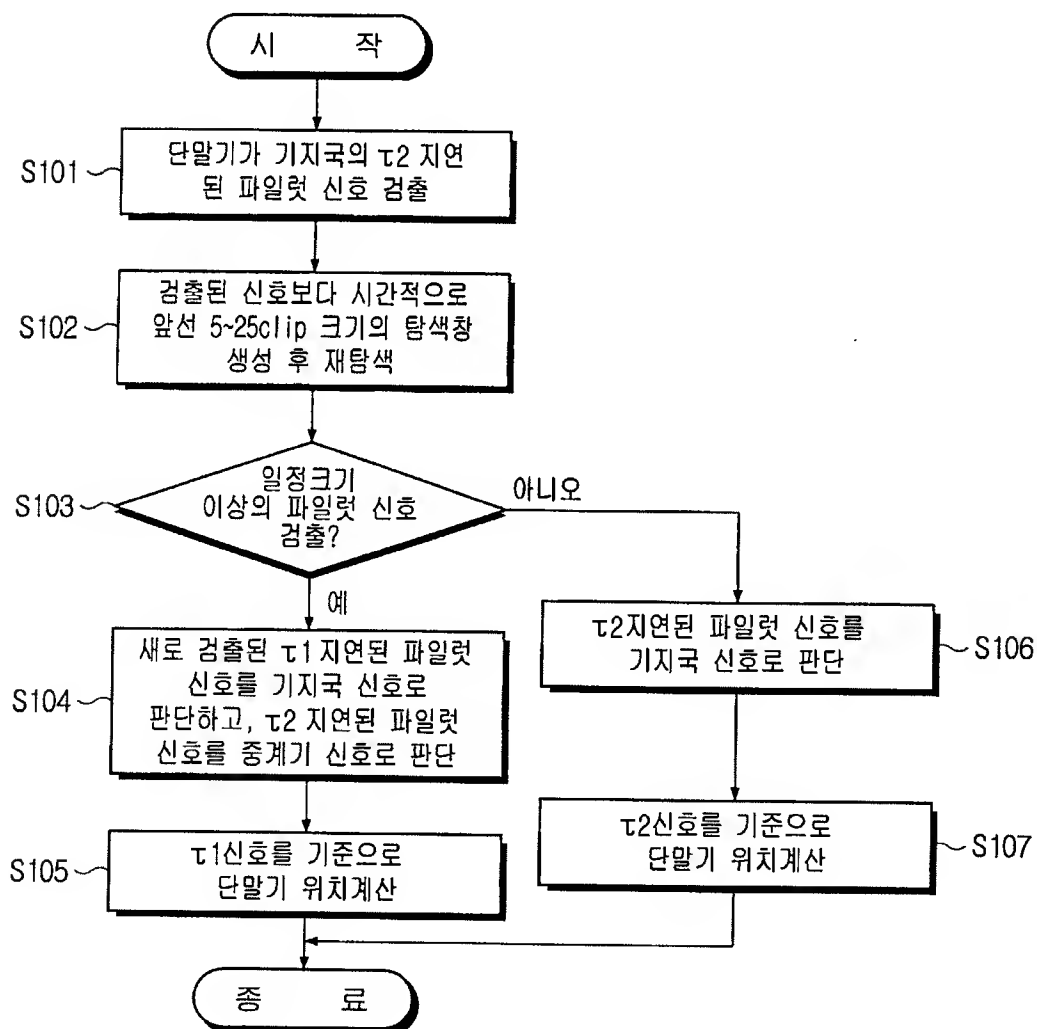 시 작
S101
단말기가 기지국의 τ2 지연
된 파일럿 신호 검출
S102
검출된 신호보다 시간적으로
앞선 5~25clip 크기의 탐색창
생성 후 재탐색
S103
일정크기
이상의 파일럿 신호
검출?
아니오
예
S104
새로 검출된 τ1 지연된 파일럿
신호를 기지국 신호로
판단하고, τ2 지연된 파일럿
신호를 중계기 신호로 판단
τ2지연된 파일럿 신호를
기지국 신호로 판단
S106
S105
τ1신호를 기준으로
단말기 위치계산
τ2신호를 기준으로
단말기 위치계산
S107
종 료